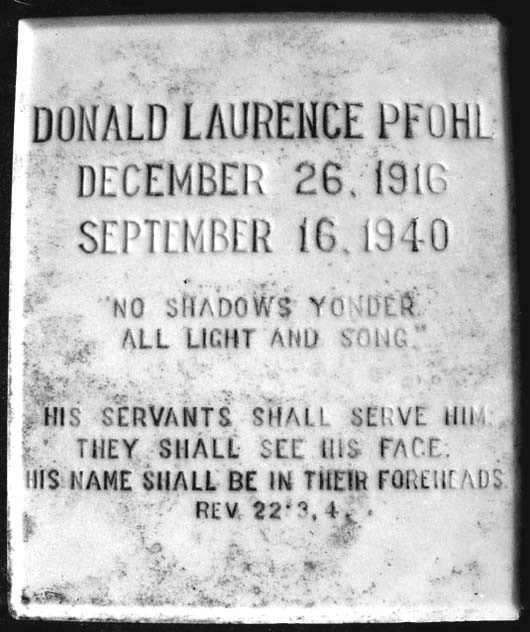 DONALD LAURENCE PFOHL
DECEMBER 26, 1916
SEPTEMBER 16, 1940
"NO SHADOWS YONDER
ALL LIGHT AND SONG."
HIS SERVANTS SHALL SERVE HIM:
THEY SHALL SEE HIS FACE:
HIS NAME SHALL BE IN THEIR FOREHEADS.
REV. 22:3,4.